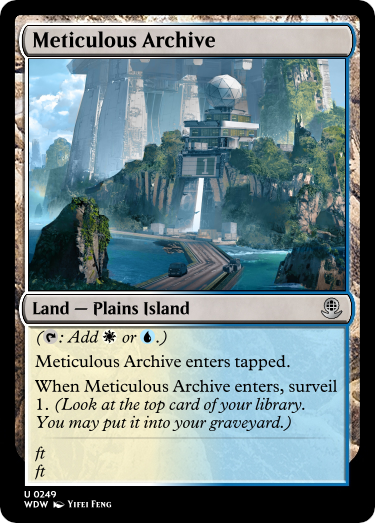 Meticulous Archive
Land — Plains Island
(T: Add W or U.)
Meticulous Archive enters tapped.
When Meticulous Archive enters, surveil
1. (Look at the top card of your library.
You may put it into your graveyard.)
ft
ft
U 0249
WDW Yifei Feng